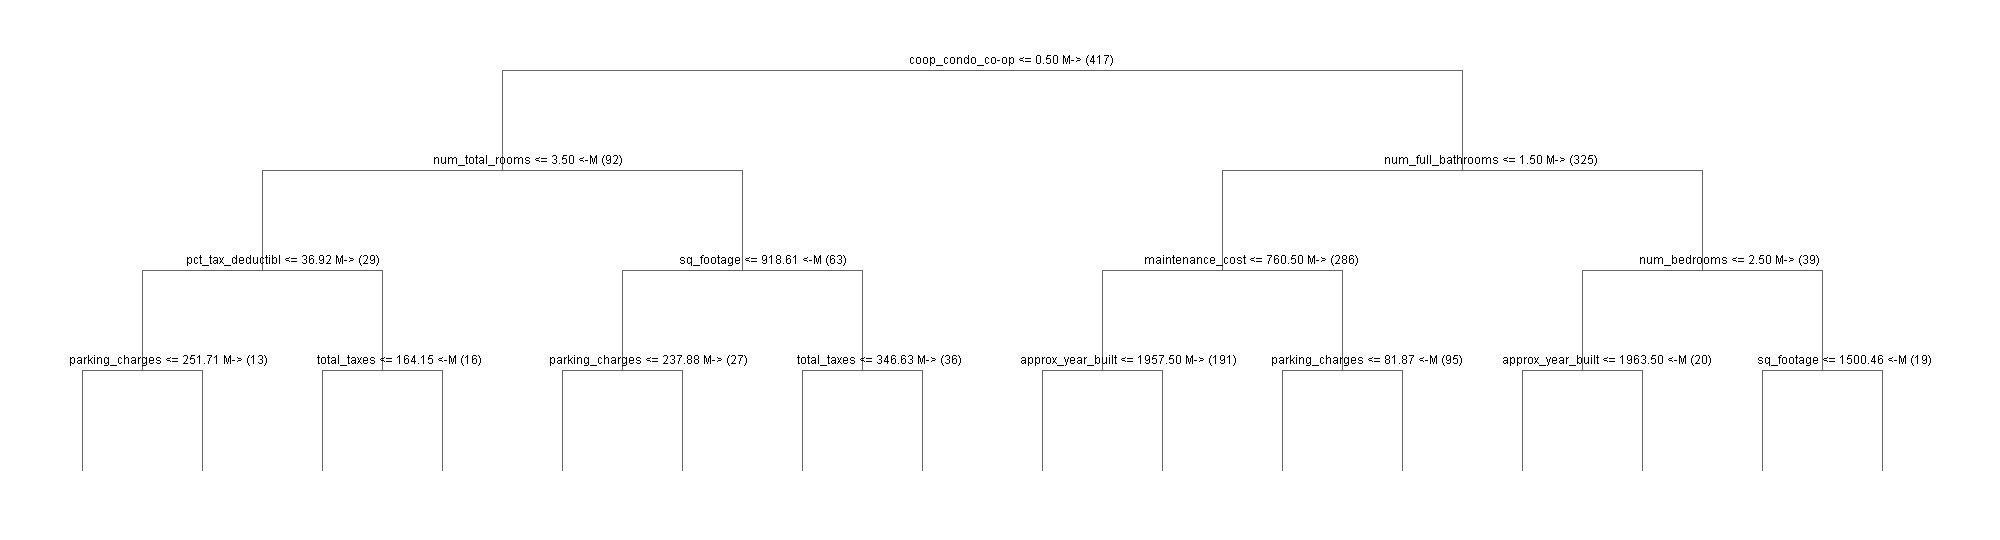 coop_condo_co-op <= 0.50 M-> (417)
num_total_rooms <= 3.50 <-M (92)
num_full_bathrooms <= 1.50 M-> (325)
pct_tax_deductibl <= 36.92 M-> (29)
sq_footage <= 918.61 <-M (63)
maintenance_cost <= 760.50 M-> (286)
num_bedrooms <= 2.50 M-> (39)
parking_charges <= 251.71 M-> (13)
total_taxes <= 164.15 <-M (16)
parking_charges <= 237.88 M-> (27)
total_taxes <= 346.63 M-> (36)
approx_year_built <= 1957.50 M-> (191)
parking_charges <= 81.87 <-M (95)
approx_year_built <= 1963.50 <-M (20)
sq_footage <= 1500.46 <-M (19)